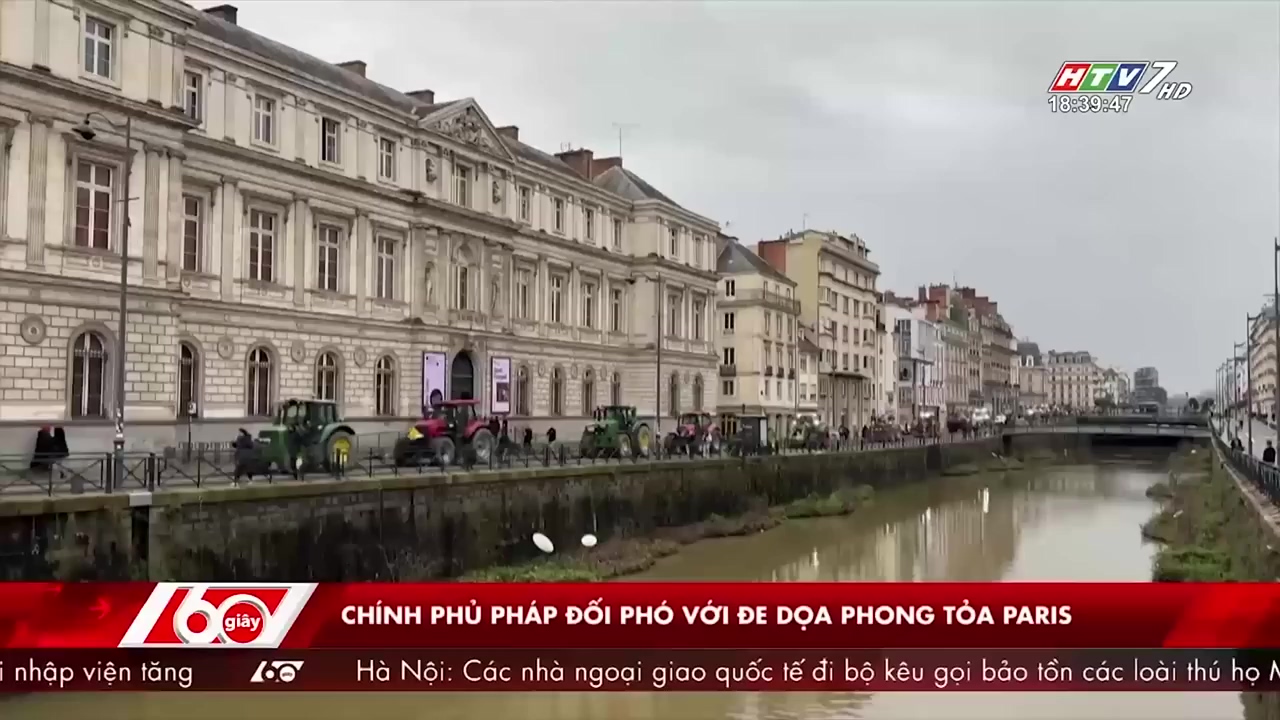 HTV7 HD
18:39:47
60 giây
CHÍNH PHỦ PHÁP ĐỐI PHÓ VỚI ĐE DỌA PHONG TỎA PARIS
i nhập viện tăng 60 Hà Nội: Các nhà ngoại giao quốc tế đi bộ kêu gọi bảo tồn các loài thú họ M